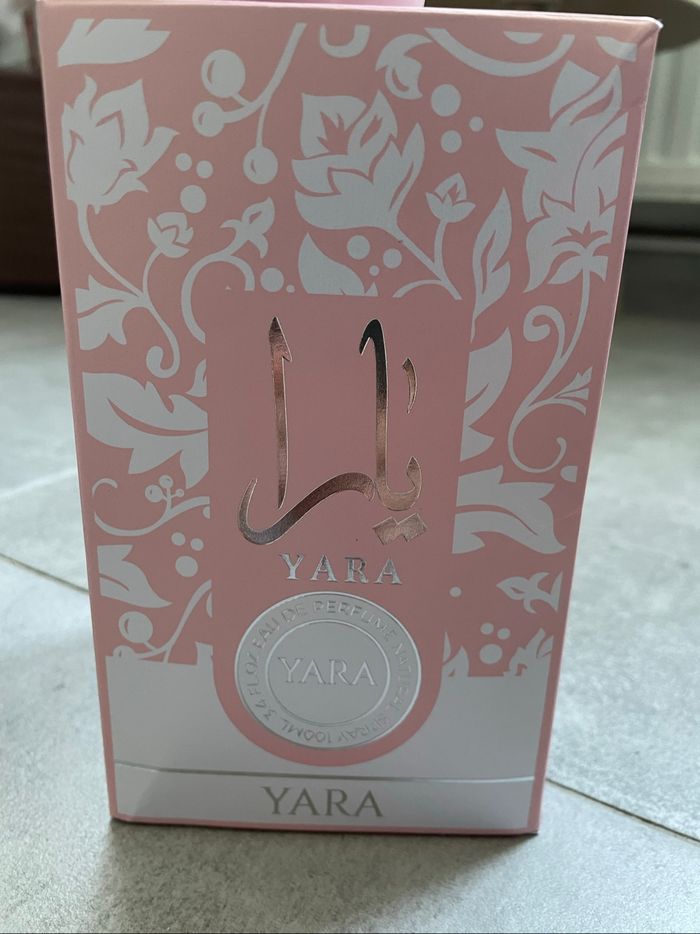 يارا
YARA
EAU DE PERFUME NATURAL SPRAY 100ML 3.4 FL.OZ
YARA
YARA